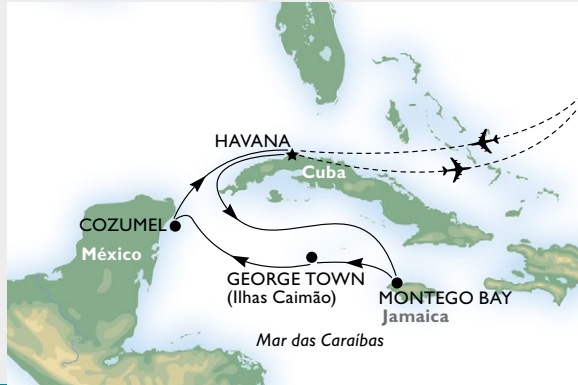 HAVANA
Cuba
COZUMEL
México
GEORGE TOWN
(Ilhas Caimão)
MONTEGO BAY
Jamaica
Mar das Caraíbas